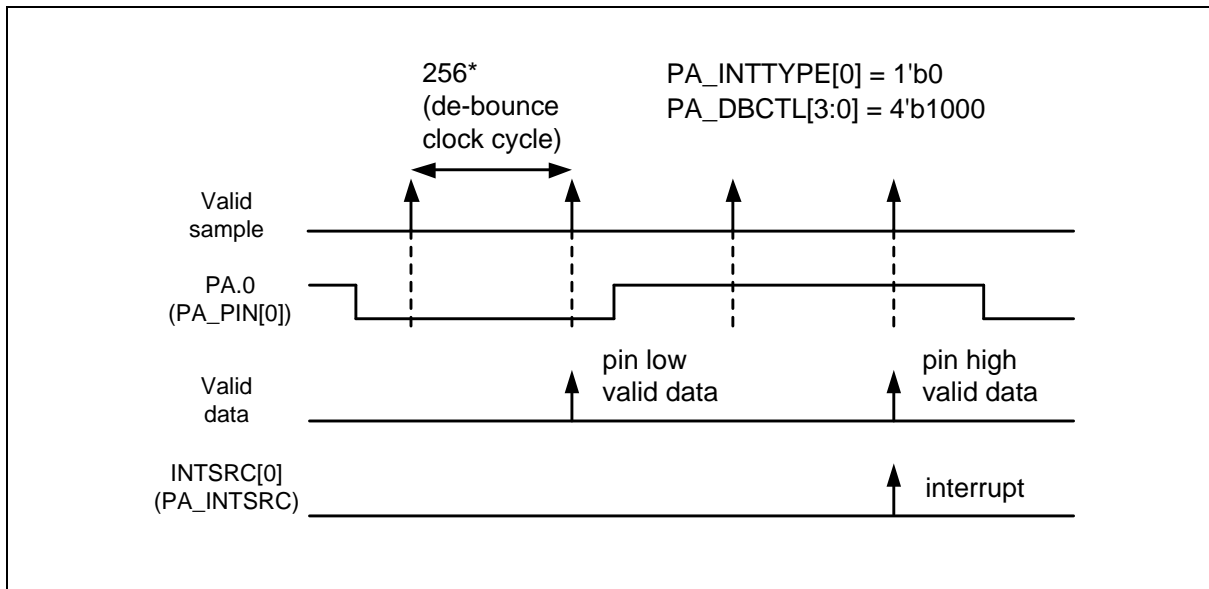 256*
(de-bounce
clock cycle)
PA_INTTYPE[0] = 1'b0
PA_DBCTL[3:0] = 4'b1000
Valid
sample
PA.0
(PA_PIN[0])
pin low
valid data
pin high
valid data
Valid
data
INTSRC[0]
(PA_INTSRC)
interrupt